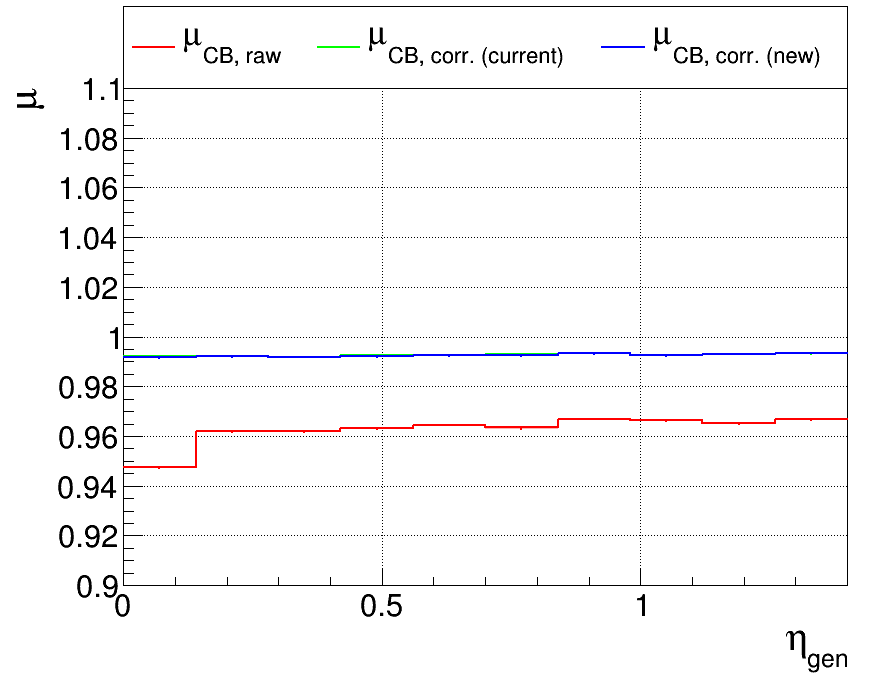 μCB, raw μCB, corr. (current) μCB, corr. (new)
μ
1.1
1.08
1.06
1.04
1.02
1
0.98
0.96
0.94
0.92
0.9
0 0.5 1
ηgen